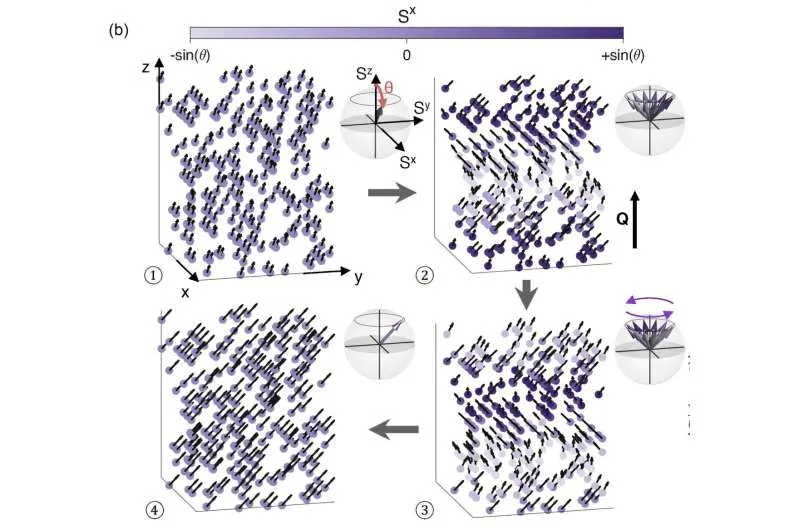 S^x
(b)
-sin(θ) 0 +sin(θ)
z
S^z
θ
S^y
S^x
Q
①
x
y
②
④
③